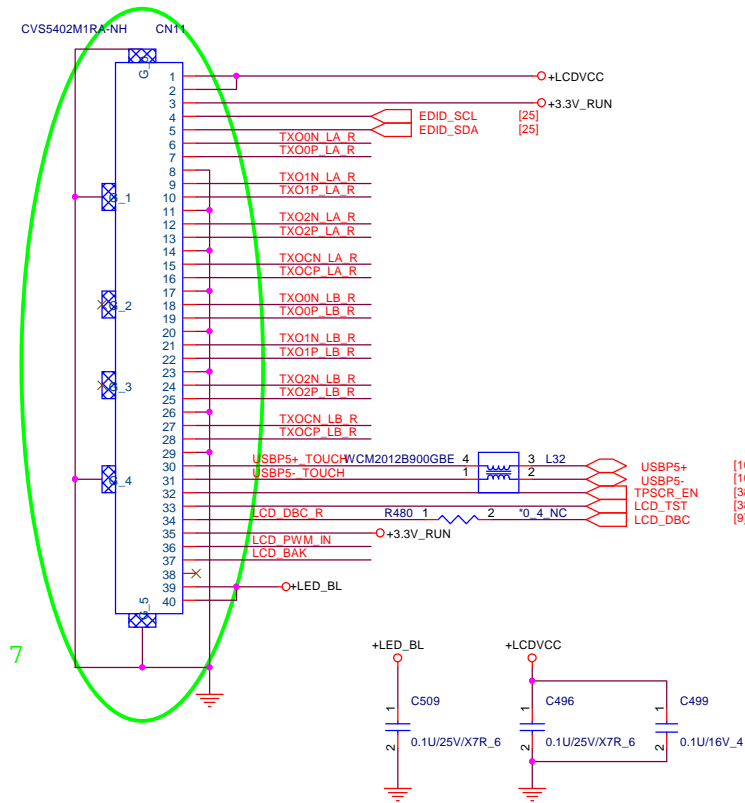 CVS5402M1RA-NH CN11
G_0
1 +LCDVCC
2
3 +3.3V_RUN
4 EDID_SCL [25]
5 EDID_SDA [25]
6 TXO0N_LA_R
7 TXO0P_LA_R
8
9 TXO1N_LA_R
G_1
10 TXO1P_LA_R
11
12 TXO2N_LA_R
13 TXO2P_LA_R
14
15 TXOCN_LA_R
16 TXOCP_LA_R
17
G_2
18 TXO0N_LB_R
19 TXO0P_LB_R
20
21 TXO1N_LB_R
22 TXO1P_LB_R
23
G_3
24 TXO2N_LB_R
25 TXO2P_LB_R
26
27 TXOCN_LB_R
28 TXOCP_LB_R
29
30 USBP5+_TOUCH WCM2012B900GBE 4 3 L32 USBP5+ [1
G_4
31 USBP5-_TOUCH 1 2 USBP5- [1
32 TPSCR_EN [3
33 LCD_TST [3
34 LCD_DBC_R R480 1 2 *0_4_NC LCD_DBC [9]
35 +3.3V_RUN
36 LCD_PWM_IN
37 LCD_BAK
38
39 +LED_BL
40
G_5
7
+LED_BL +LCDVCC
C509 C496 C499
1 1 1
0.1U/25V/X7R_6 0.1U/25V/X7R_6 0.1U/16V_4
2 2 2